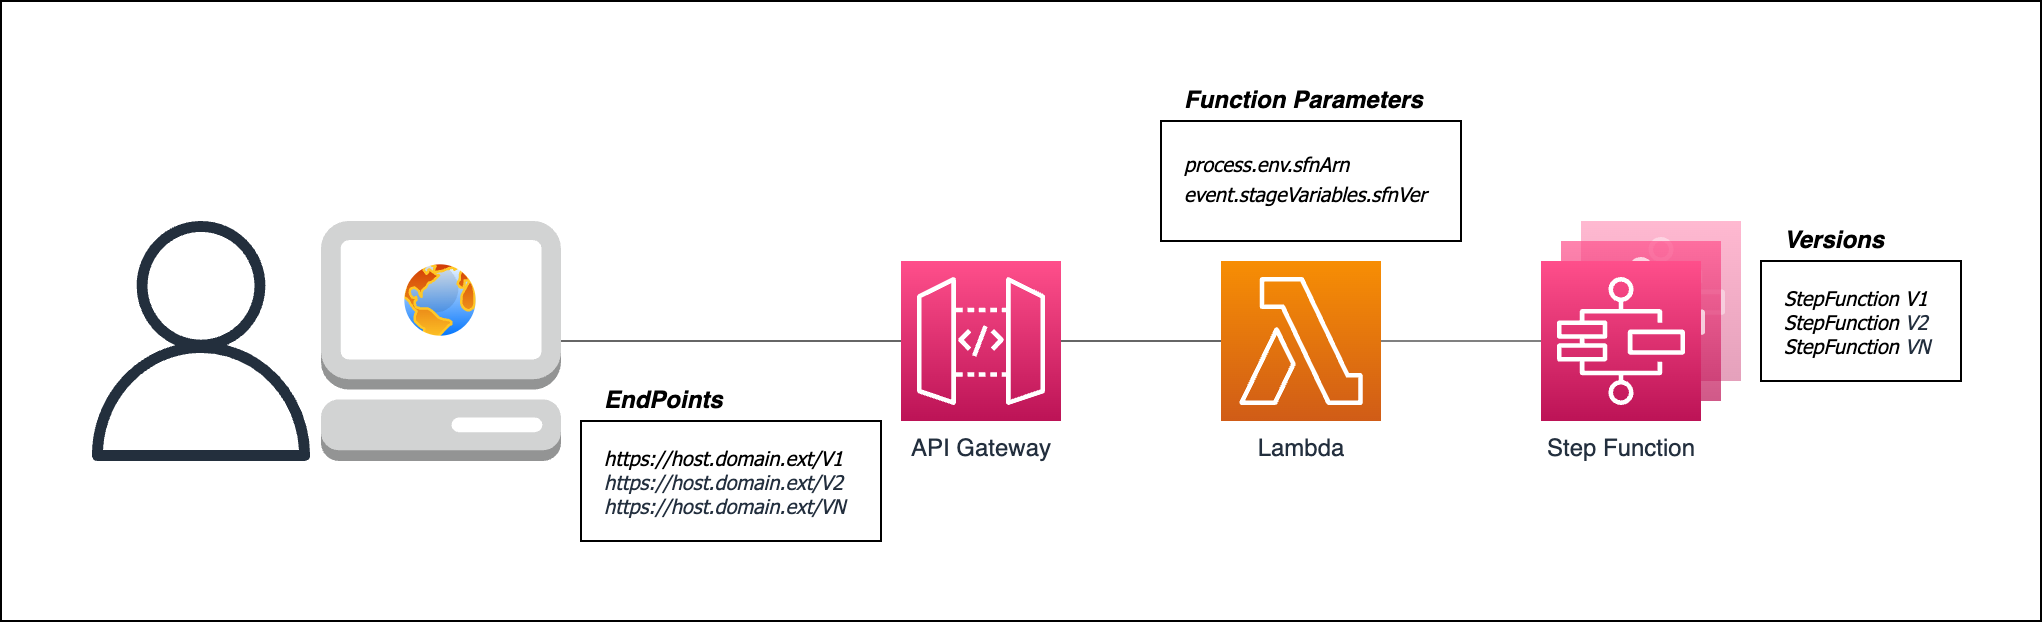 Function Parameters
process.env.sfnArn
event.stageVariables.sfnVer
Versions
StepFunction V1
StepFunction V2
StepFunction VN
EndPoints
https://host.domain.ext/V1
https://host.domain.ext/V2
https://host.domain.ext/VN
</>
API Gateway
Lambda
Step Function